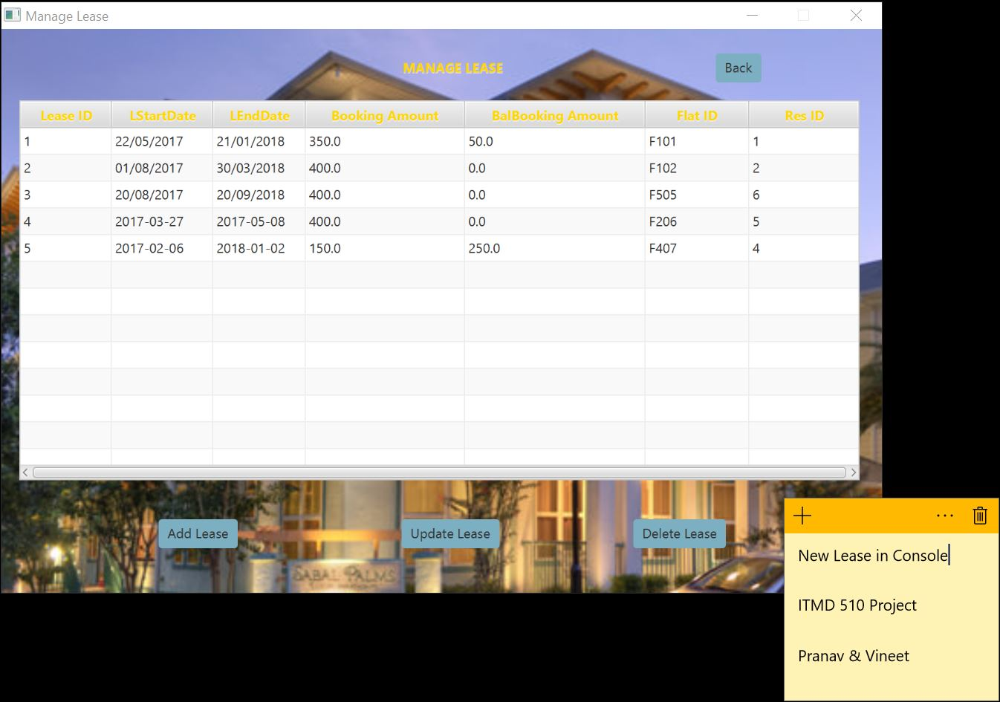 Manage Lease
MANAGE LEASE
Back
Lease ID LStartDate LEndDate Booking Amount BalBooking Amount Flat ID Res ID
1 22/05/2017 21/01/2018 350.0 50.0 F101 1
2 01/08/2017 30/03/2018 400.0 0.0 F102 2
3 20/08/2017 20/09/2018 400.0 0.0 F505 6
4 2017-03-27 2017-05-08 400.0 0.0 F206 5
5 2017-02-06 2018-01-02 150.0 250.0 F407 4
Add Lease Update Lease Delete Lease
SABAL PALMS
New Lease in Console
ITMD 510 Project
Pranav & Vineet